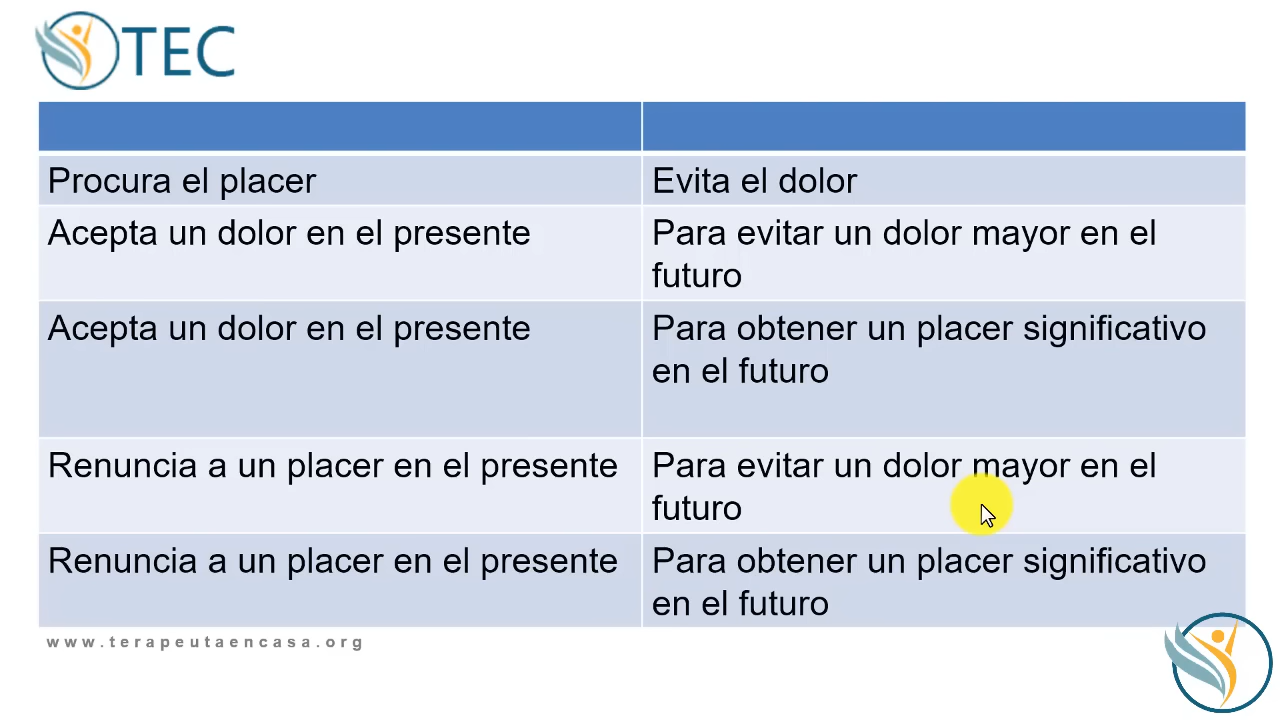 TEC
Procura el placer
Evita el dolor
Acepta un dolor en el presente
Para evitar un dolor mayor en el
futuro
Acepta un dolor en el presente
Para obtener un placer significativo
en el futuro
Renuncia a un placer en el presente
Para evitar un dolor mayor en el
futuro
Renuncia a un placer en el presente
Para obtener un placer significativo
en el futuro
www.terapeutaencasa.org